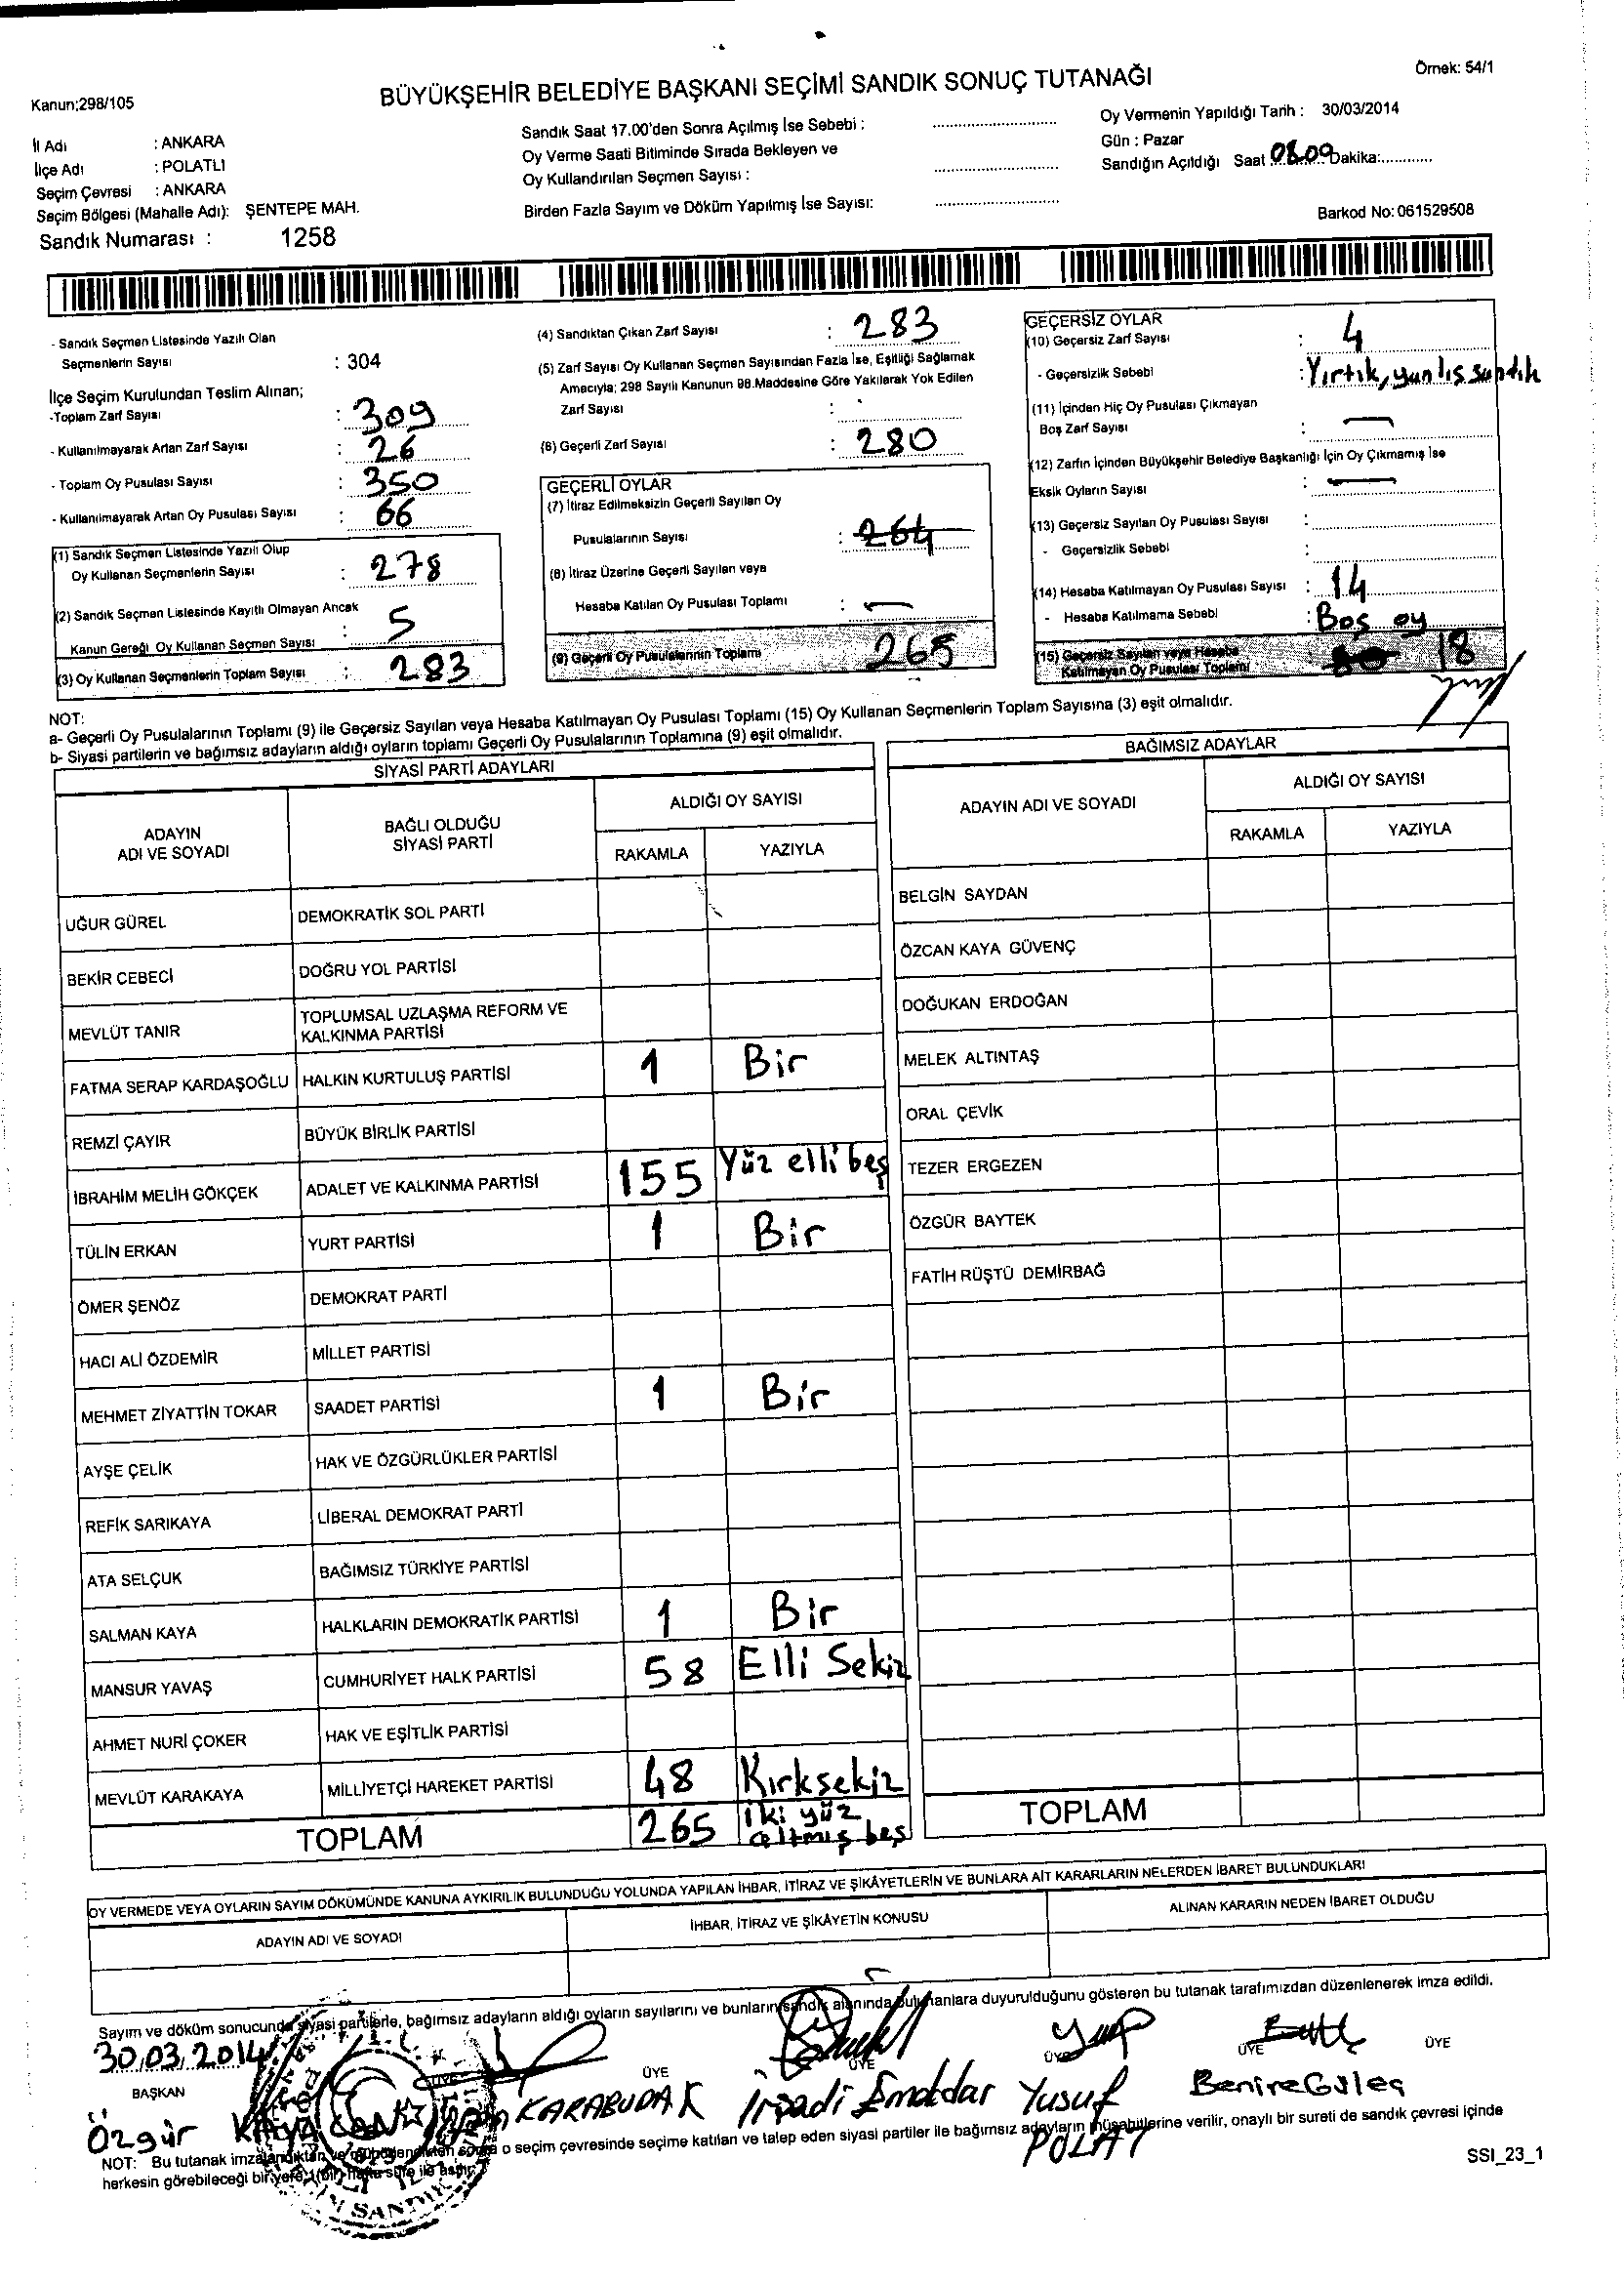 Örnek: 54/1
Kanun;298/105
BÜYÜKŞEHİR BELEDİYE BAŞKANI SEÇİMİ SANDIK SONUÇ TUTANAĞI
İl Adı : ANKARA
İlçe Adı : POLATLI
Seçim Çevresi : ANKARA
Seçim Bölgesi (Mahalle Adı): ŞENTEPE MAH.
Sandık Numarası : 1258
Sandık Saat 17.00'den Sonra Açılmış İse Sebebi :
Oy Verme Saati Bitiminde Sırada Bekleyen ve
Oy Kullandırılan Seçmen Sayısı :
Birden Fazla Sayım ve Döküm Yapılmış İse Sayısı:
Oy Vermenin Yapıldığı Tarih : 30/03/2014
Gün : Pazar
Sandığın Açıldığı Saat 08.09 Dakika:
Barkod No: 061529508
- Sandık Seçmen Listesinde Yazılı Olan
Seçmenlerin Sayısı : 304
İlçe Seçim Kurulundan Teslim Alınan;
-Toplam Zarf Sayısı : 309
- Kullanılmayarak Artan Zarf Sayısı : 26
- Toplam Oy Pusulası Sayısı : 350
- Kullanılmayarak Artan Oy Pusulası Sayısı : 66
(1) Sandık Seçmen Listesinde Yazılı Olup
Oy Kullanan Seçmenlerin Sayısı : 278
(2) Sandık Seçmen Listesinde Kayıtlı Olmayan Ancak
Kanun Gereği Oy Kullanan Seçmen Sayısı : 5
(3) Oy Kullanan Seçmenlerin Toplam Sayısı : 283
(4) Sandıktan Çıkan Zarf Sayısı : 283
(5) Zarf Sayısı Oy Kullanan Seçmen Sayısından Fazla İse, Eşitliği Sağlamak
Amacıyla; 298 Sayılı Kanunun 98.Maddesine Göre Yakılarak Yok Edilen
Zarf Sayısı :
(6) Geçerli Zarf Sayısı : 280
GEÇERLİ OYLAR
(7) İtiraz Edilmeksizin Geçerli Sayılan Oy
Pusulalarının Sayısı : 264
(8) İtiraz Üzerine Geçerli Sayılan veya
Hesaba Katılan Oy Pusulası Toplamı : —
(9) Geçerli Oy Pusulalarının Toplamı 265
GEÇERSİZ OYLAR
(10) Geçersiz Zarf Sayısı : 4
- Geçersizlik Sebebi : Yırtık, yanlış sandık
(11) İçinden Hiç Oy Pusulası Çıkmayan
Boş Zarf Sayısı : —
(12) Zarfın İçinden Büyükşehir Belediye Başkanlığı İçin Oy Çıkmamış İse
Eksik Oyların Sayısı : —
(13) Geçersiz Sayılan Oy Pusulası Sayısı :
- Geçersizlik Sebebi :
(14) Hesaba Katılmayan Oy Pusulası Sayısı : 14
- Hesaba Katılmama Sebebi : Boş oy
(15) Geçersiz Sayılan veya Hesaba
Katılmayan Oy Pusulası Toplamı 18
NOT:
a- Geçerli Oy Pusulalarının Toplamı (9) ile Geçersiz Sayılan veya Hesaba Katılmayan Oy Pusulası Toplamı (15) Oy Kullanan Seçmenlerin Toplam Sayısına (3) eşit olmalıdır.
b- Siyasi partilerin ve bağımsız adayların aldığı oyların toplamı Geçerli Oy Pusulalarının Toplamına (9) eşit olmalıdır.
SİYASİ PARTİ ADAYLARI
ADAYIN ADI VE SOYADI BAĞLI OLDUĞU SİYASİ PARTİ ALDIĞI OY SAYISI
RAKAMLA YAZIYLA
UĞUR GÜREL DEMOKRATİK SOL PARTİ
BEKİR CEBECİ DOĞRU YOL PARTİSİ
MEVLÜT TANIR TOPLUMSAL UZLAŞMA REFORM VE KALKINMA PARTİSİ
FATMA SERAP KARDAŞOĞLU HALKIN KURTULUŞ PARTİSİ 1 Bir
REMZİ ÇAYIR BÜYÜK BİRLİK PARTİSİ
İBRAHİM MELİH GÖKÇEK ADALET VE KALKINMA PARTİSİ 155 Yüz elli beş
TÜLİN ERKAN YURT PARTİSİ 1 Bir
ÖMER ŞENÖZ DEMOKRAT PARTİ
HACI ALİ ÖZDEMİR MİLLET PARTİSİ
MEHMET ZİYATTİN TOKAR SAADET PARTİSİ 1 Bir
AYŞE ÇELİK HAK VE ÖZGÜRLÜKLER PARTİSİ
REFİK SARIKAYA LİBERAL DEMOKRAT PARTİ
ATA SELÇUK BAĞIMSIZ TÜRKİYE PARTİSİ
SALMAN KAYA HALKLARIN DEMOKRATİK PARTİSİ 1 Bir
MANSUR YAVAŞ CUMHURİYET HALK PARTİSİ 58 Elli Sekiz
AHMET NURİ ÇOKER HAK VE EŞİTLİK PARTİSİ
MEVLÜT KARAKAYA MİLLİYETÇİ HAREKET PARTİSİ 48 Kırksekiz
TOPLAM 265 İki yüz altmış beş
BAĞIMSIZ ADAYLAR
ADAYIN ADI VE SOYADI ALDIĞI OY SAYISI
RAKAMLA YAZIYLA
BELGİN SAYDAN
ÖZCAN KAYA GÜVENÇ
DOĞUKAN ERDOĞAN
MELEK ALTINTAŞ
ORAL ÇEVİK
TEZER ERGEZEN
ÖZGÜR BAYTEK
FATİH RÜŞTÜ DEMİRBAĞ
TOPLAM
OY VERMEDE VEYA OYLARIN SAYIM DÖKÜMÜNDE KANUNA AYKIRILIK BULUNDUĞU YOLUNDA YAPILAN İHBAR, İTİRAZ VE ŞİKÂYETLERİN VE BUNLARA AİT KARARLARIN NELERDEN İBARET BULUNDUKLARI
ADAYIN ADI VE SOYADI İHBAR, İTİRAZ VE ŞİKÂYETİN KONUSU ALINAN KARARIN NEDEN İBARET OLDUĞU
Sayım ve döküm sonucunda siyasi partilerle, bağımsız adayların aldığı oyların sayılarını ve bunların sandık alanında bulunanlara duyurulduğunu gösteren bu tutanak tarafımızdan düzenlenerek imza edildi.
30.03.2014
BAŞKAN ÜYE ÜYE ÜYE ÜYE ÜYE ÜYE
Özgür KAYA KARABUDAK Yusuf POLAT
NOT: Bu tutanak imzalandıktan ve mühürlendikten sonra o seçim çevresinde seçime katılan ve talep eden siyasi partiler ile bağımsız adayların müşahitlerine verilir, onaylı bir sureti de sandık çevresi içinde
herkesin görebileceği bir yere, 1(bir) hafta süre ile asılır.
SSI_23_1